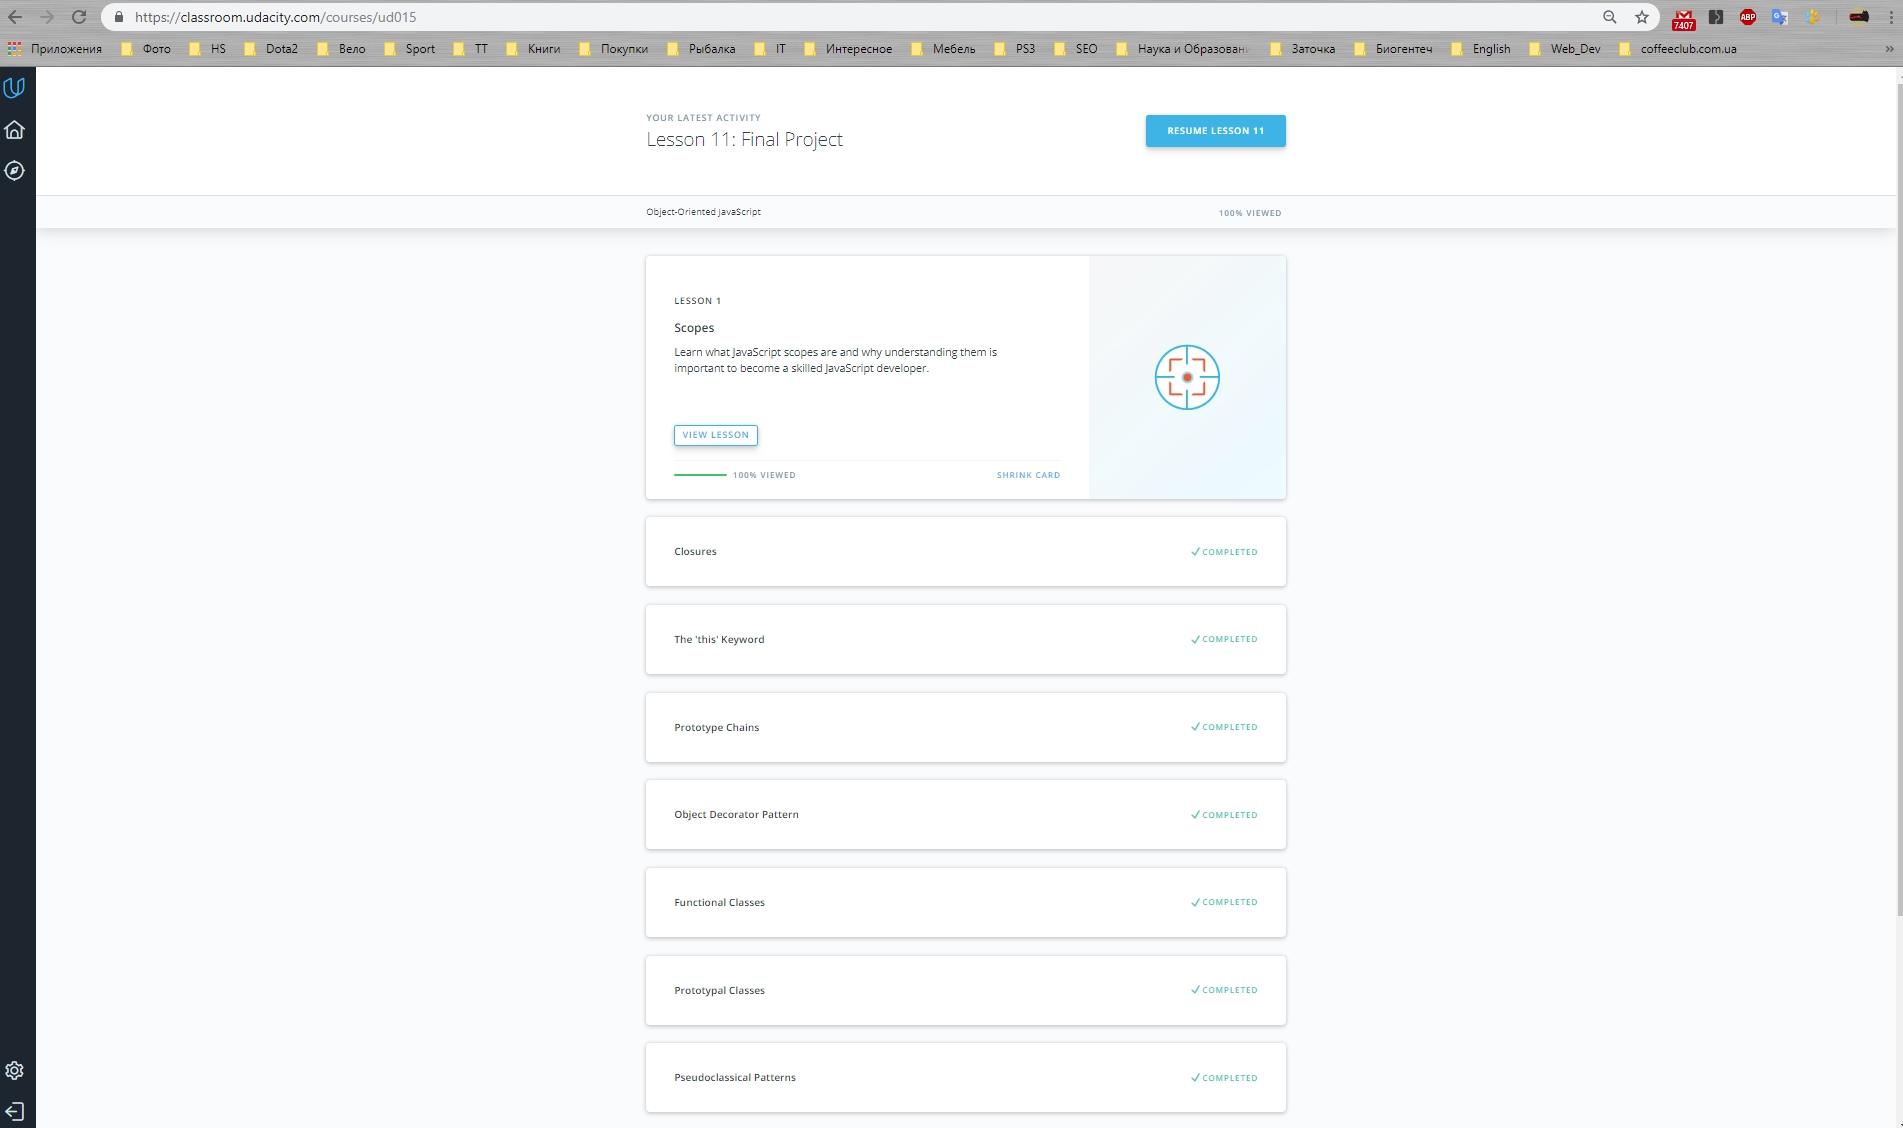 https://classroom.udacity.com/courses/ud015
7407
ABP
Приложения Фото HS Dota2 Вело Sport TT Книги Покупки Рыбалка IT Интересное Мебель PS3 SEO Наука и Образовани Заточка Биогентеч English Web_Dev coffeeclub.com.ua »
YOUR LATEST ACTIVITY
Lesson 11: Final Project
RESUME LESSON 11
Object-Oriented JavaScript
100% VIEWED
LESSON 1
Scopes
Learn what JavaScript scopes are and why understanding them is
important to become a skilled JavaScript developer.
VIEW LESSON
100% VIEWED
SHRINK CARD
Closures
COMPLETED
The 'this' Keyword
COMPLETED
Prototype Chains
COMPLETED
Object Decorator Pattern
COMPLETED
Functional Classes
COMPLETED
Prototypal Classes
COMPLETED
Pseudoclassical Patterns
COMPLETED